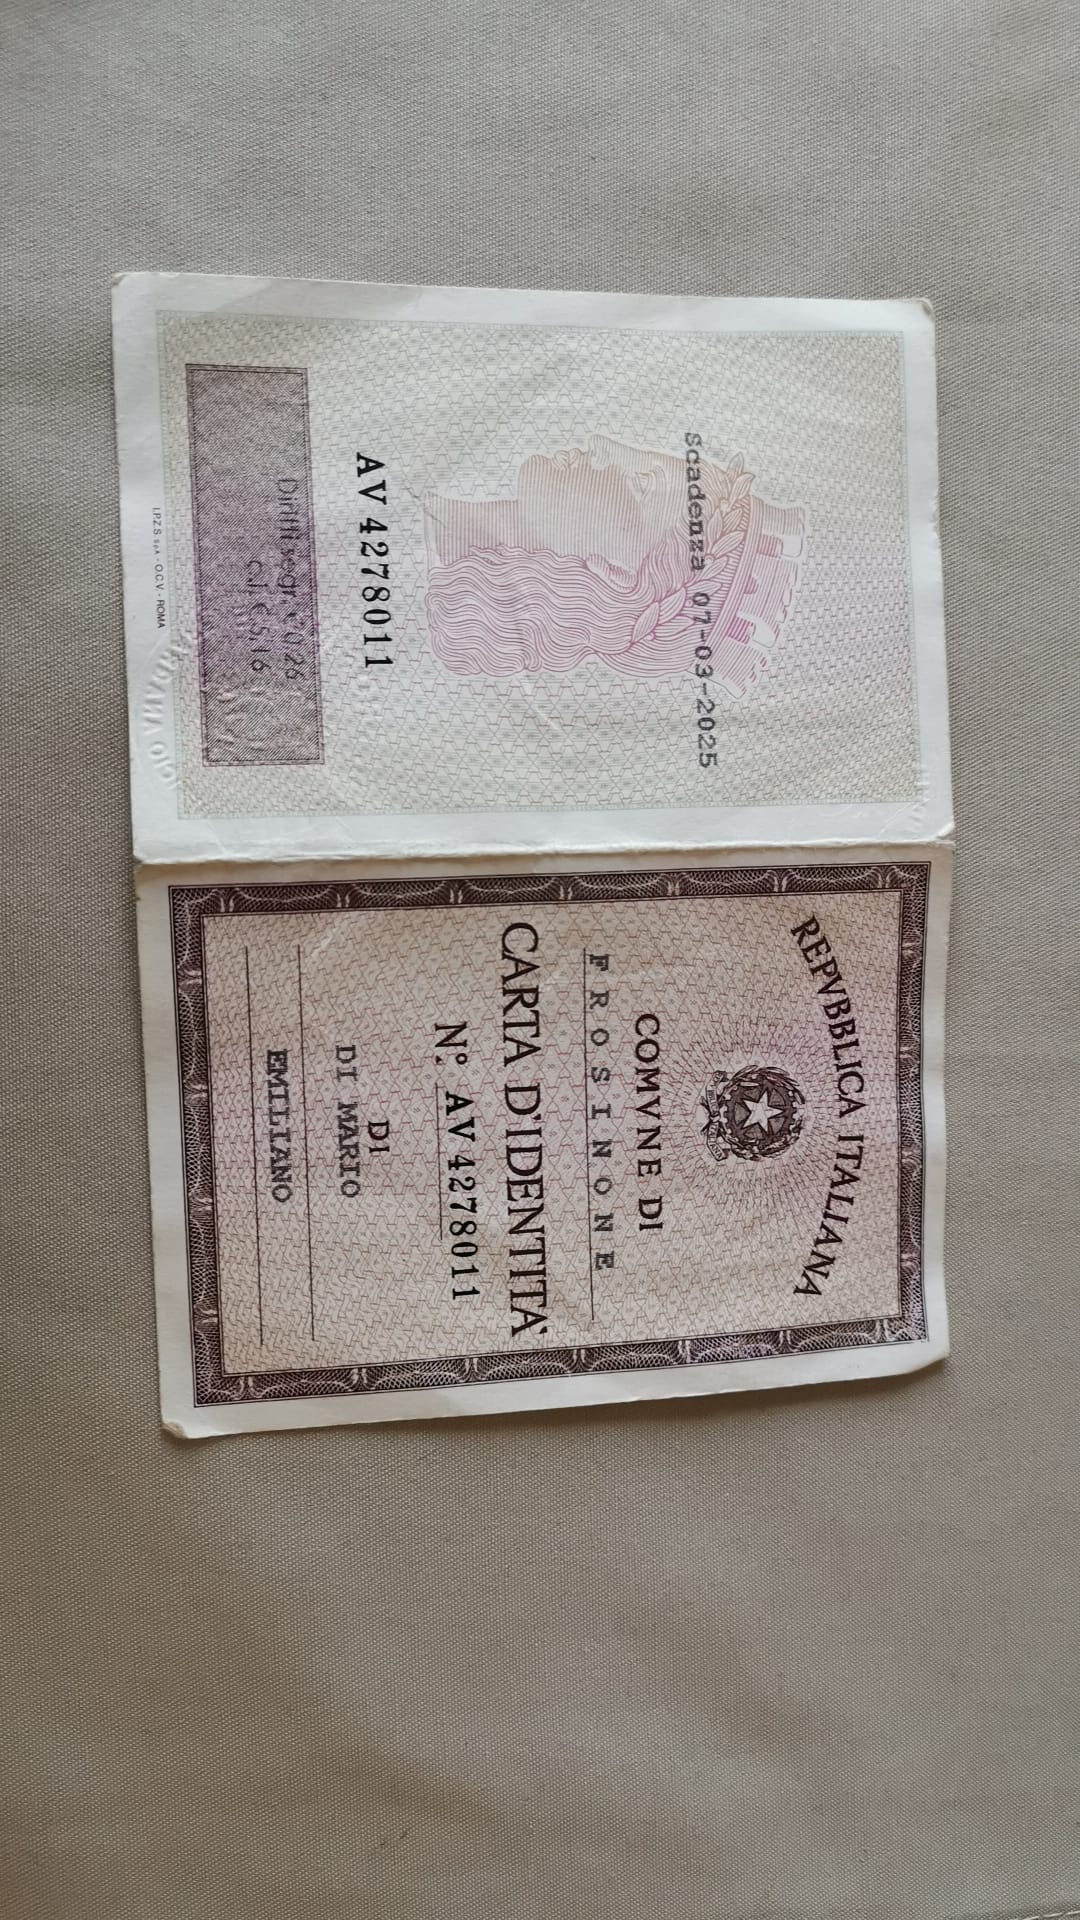 Scadenza 07-03-2025
AV 4278011
Diritti segr. € 0,26
C.I. € 5,16
I.P.Z.S. S.p.A. - O.C.V. - ROMA
REPVBBLICA ITALIANA
COMVNE DI
FROSINONE
CARTA D'IDENTITA'
N° AV 4278011
DI
DI MARIO
EMILIANO